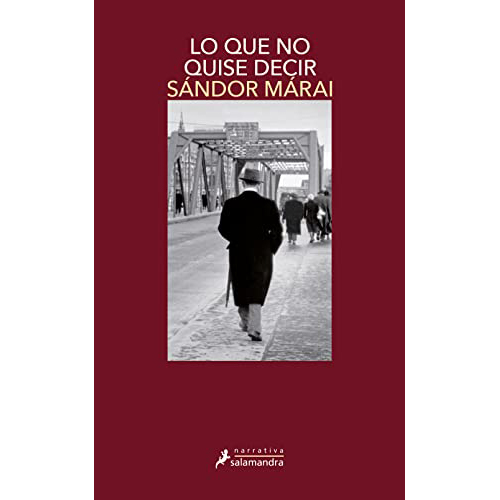 LO QUE NO
QUISE DECIR
SÁNDOR MÁRAI
narrativa
salamandra